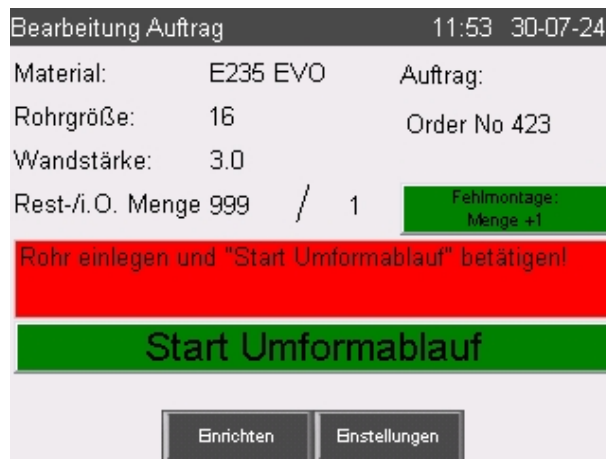 Bearbeitung Auftrag 11:53 30-07-24
Material: E235 EVO Auftrag:
Rohrgröße: 16 Order No 423
Wandstärke: 3.0
Rest-/i.O. Menge 999 / 1 Fehlmontage:
Menge +1
Rohr einlegen und "Start Umformablauf" betätigen!
Start Umformablauf
Einrichten Einstellungen